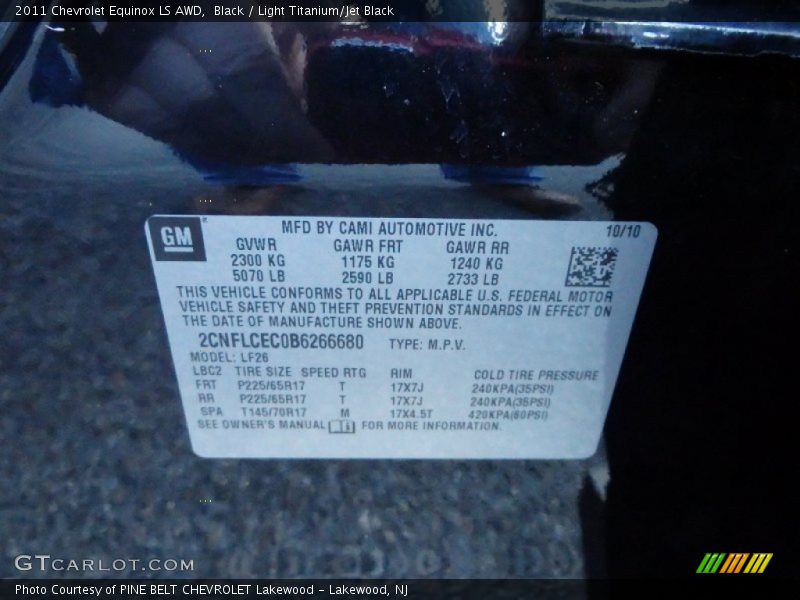 2011 Chevrolet Equinox LS AWD, Black / Light Titanium/Jet Black
GM
MFD BY CAMI AUTOMOTIVE INC. 10/10
GVWR GAWR FRT GAWR RR
2300 KG 1175 KG 1240 KG
5070 LB 2590 LB 2733 LB
THIS VEHICLE CONFORMS TO ALL APPLICABLE U.S. FEDERAL MOTOR
VEHICLE SAFETY AND THEFT PREVENTION STANDARDS IN EFFECT ON
THE DATE OF MANUFACTURE SHOWN ABOVE.
2CNFLCEC0B6266680 TYPE: M.P.V.
MODEL: LF26
LBC2 TIRE SIZE SPEED RTG RIM COLD TIRE PRESSURE
FRT P225/65R17 T 17X7J 240KPA(35PSI)
RR P225/65R17 T 17X7J 240KPA(35PSI)
SPA T145/70R17 M 17X4.5T 420KPA(60PSI)
SEE OWNER'S MANUAL FOR MORE INFORMATION.
GTCARLOT.COM
Photo Courtesy of PINE BELT CHEVROLET Lakewood - Lakewood, NJ